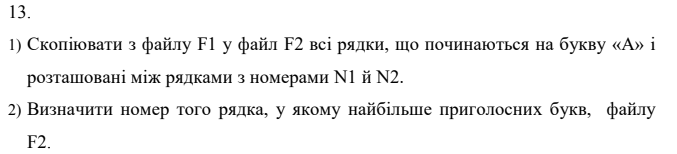 13.
1) Скопіювати з файлу F1 у файл F2 всі рядки, що починаються на букву «А» і
розташовані між рядками з номерами N1 й N2.
2) Визначити номер того рядка, у якому найбільше приголосних букв, файлу
F2.